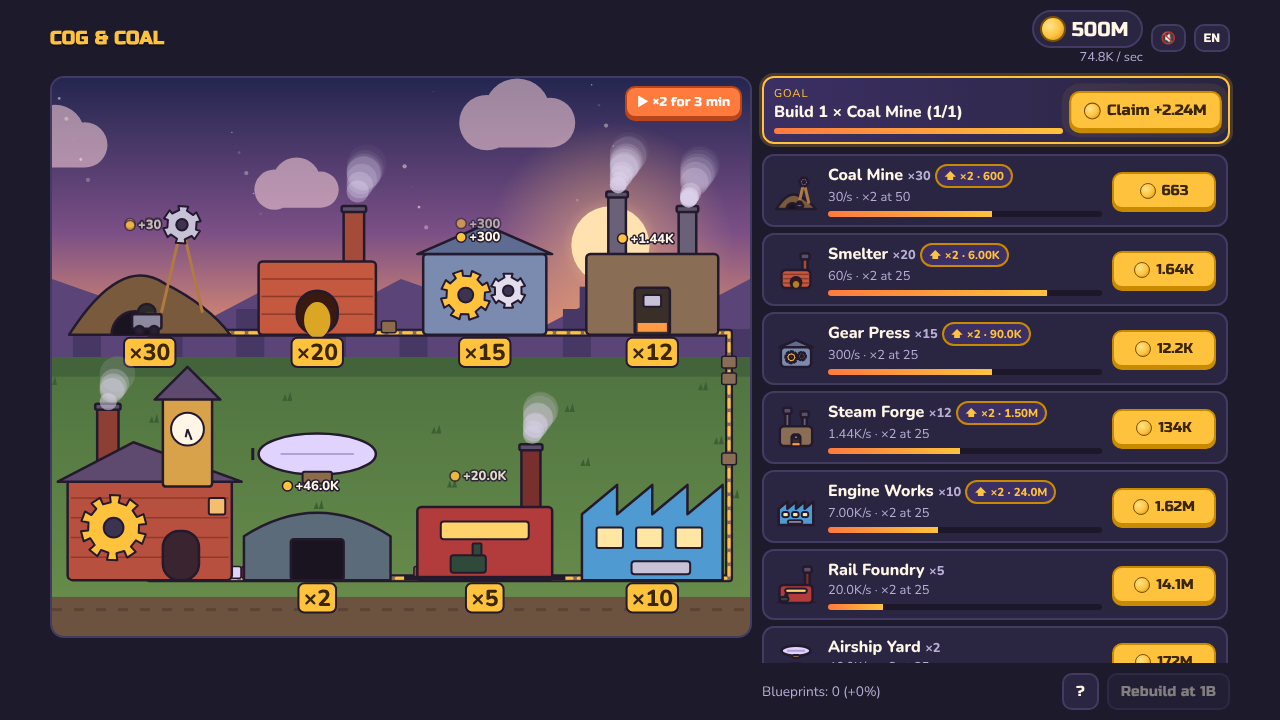 COG & COAL
500M
EN
74.8K / sec
×2 for 3 min
+30
+300
+300
+1.44K
×30
×20
×15
×12
+46.0K
+20.0K
×2
×5
×10
GOAL
Build 1 × Coal Mine (1/1)
Claim +2.24M
Coal Mine ×30
×2 · 600
30/s · ×2 at 50
663
Smelter ×20
×2 · 6.00K
60/s · ×2 at 25
1.64K
Gear Press ×15
×2 · 90.0K
300/s · ×2 at 25
12.2K
Steam Forge ×12
×2 · 1.50M
1.44K/s · ×2 at 25
134K
Engine Works ×10
×2 · 24.0M
7.00K/s · ×2 at 25
1.62M
Rail Foundry ×5
20.0K/s · ×2 at 25
14.1M
Airship Yard ×2
172M
Blueprints: 0 (+0%)
?
Rebuild at 1B